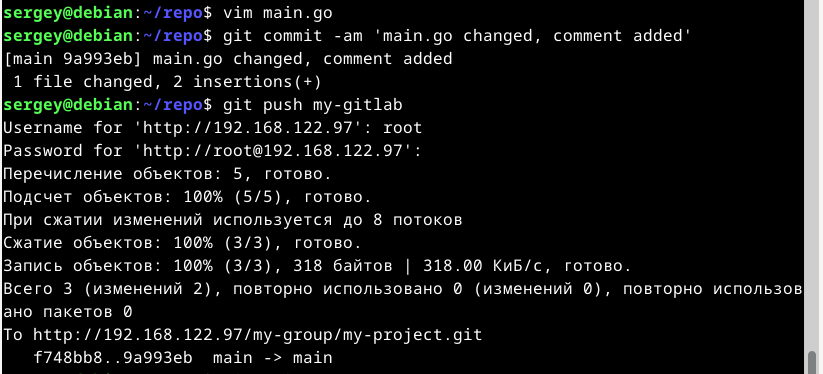 sergey@debian:~/repo$ vim main.go
sergey@debian:~/repo$ git commit -am 'main.go changed, comment added'
[main 9a993eb] main.go changed, comment added
 1 file changed, 2 insertions(+)
sergey@debian:~/repo$ git push my-gitlab
Username for 'http://192.168.122.97': root
Password for 'http://root@192.168.122.97':
Перечисление объектов: 5, готово.
Подсчет объектов: 100% (5/5), готово.
При сжатии изменений используется до 8 потоков
Сжатие объектов: 100% (3/3), готово.
Запись объектов: 100% (3/3), 318 байтов | 318.00 КиБ/с, готово.
Всего 3 (изменений 2), повторно использовано 0 (изменений 0), повторно использов
ано пакетов 0
To http://192.168.122.97/my-group/my-project.git
   f748bb8..9a993eb  main -> main